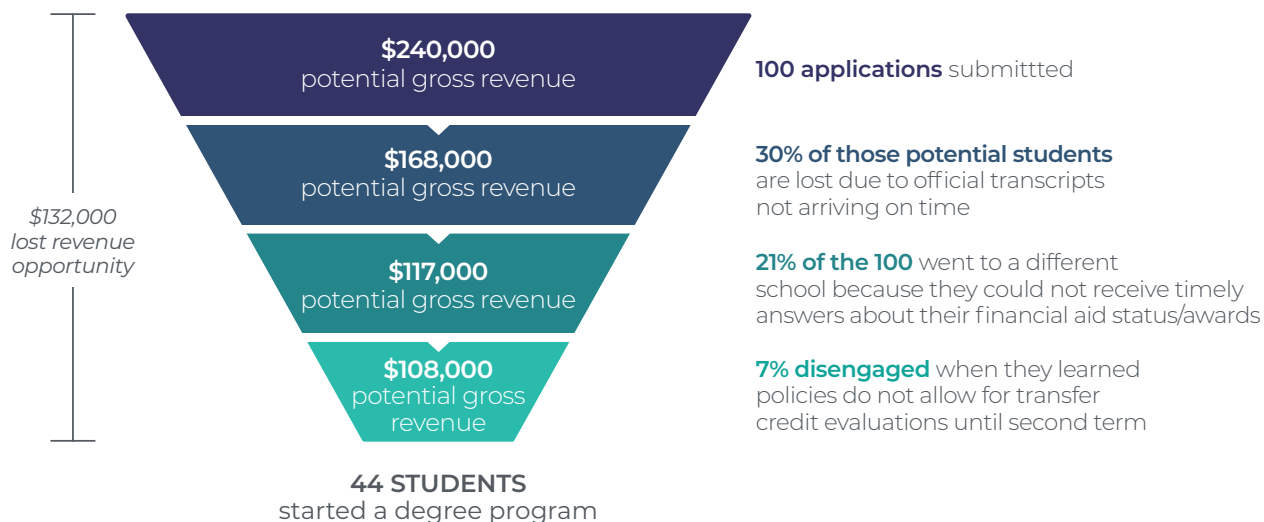 $240,000
potential gross revenue
100 applications submittted
$168,000
potential gross revenue
30% of those potential students
are lost due to official transcripts
not arriving on time
$132,000
lost revenue
opportunity
$117,000
potential gross revenue
21% of the 100 went to a different
school because they could not receive timely
answers about their financial aid status/awards
$108,000
potential gross
revenue
7% disengaged when they learned
policies do not allow for transfer
credit evaluations until second term
44 STUDENTS
started a degree program